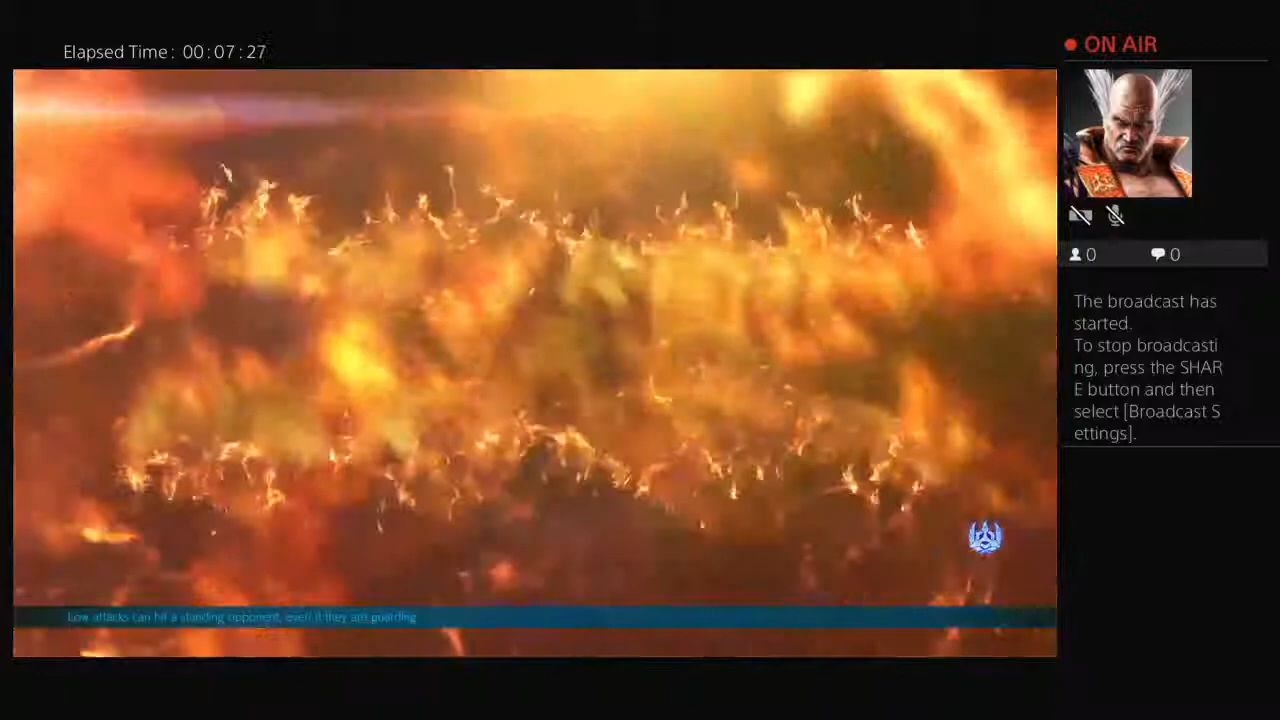 Elapsed Time: 00:07:27
ON AIR
0 0
The broadcast has
started.
To stop broadcasti
ng, press the SHAR
E button and then
select [Broadcast S
ettings].
Low attacks can hit a standing opponent, even if they are guarding